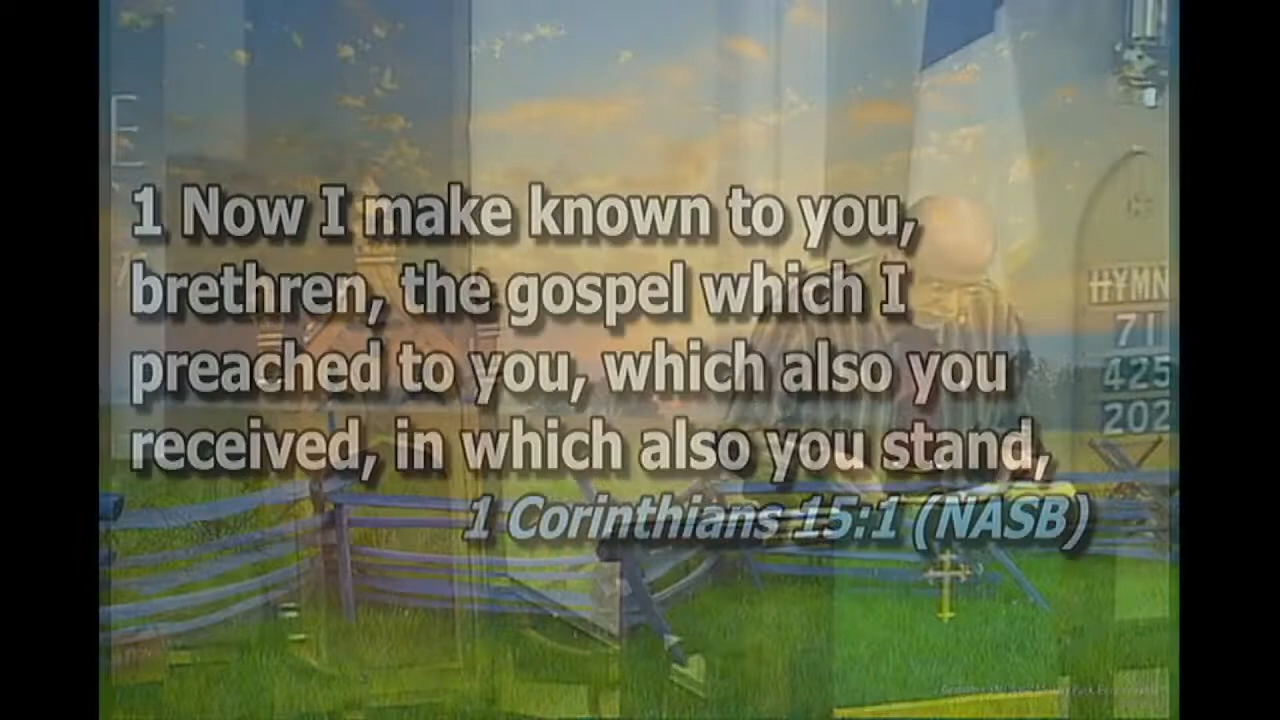 E
1 Now I make known to you,
brethren, the gospel which I
preached to you, which also you
received, in which also you stand,
1 Corinthians 15:1 (NASB)
HYMN
71
425
202